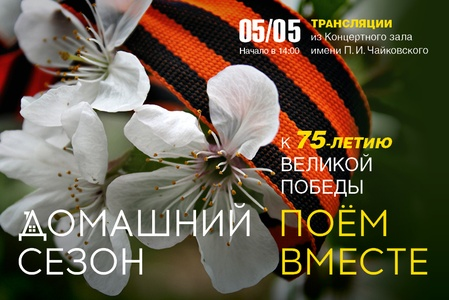 05/05
Начало в 14:00
ТРАНСЛЯЦИИ
из Концертного зала
имени П. И. Чайковского
К 75-ЛЕТИЮ
ВЕЛИКОЙ
ПОБЕДЫ
ДОМАШНИЙ
СЕЗОН
ПОЁМ
ВМЕСТЕ